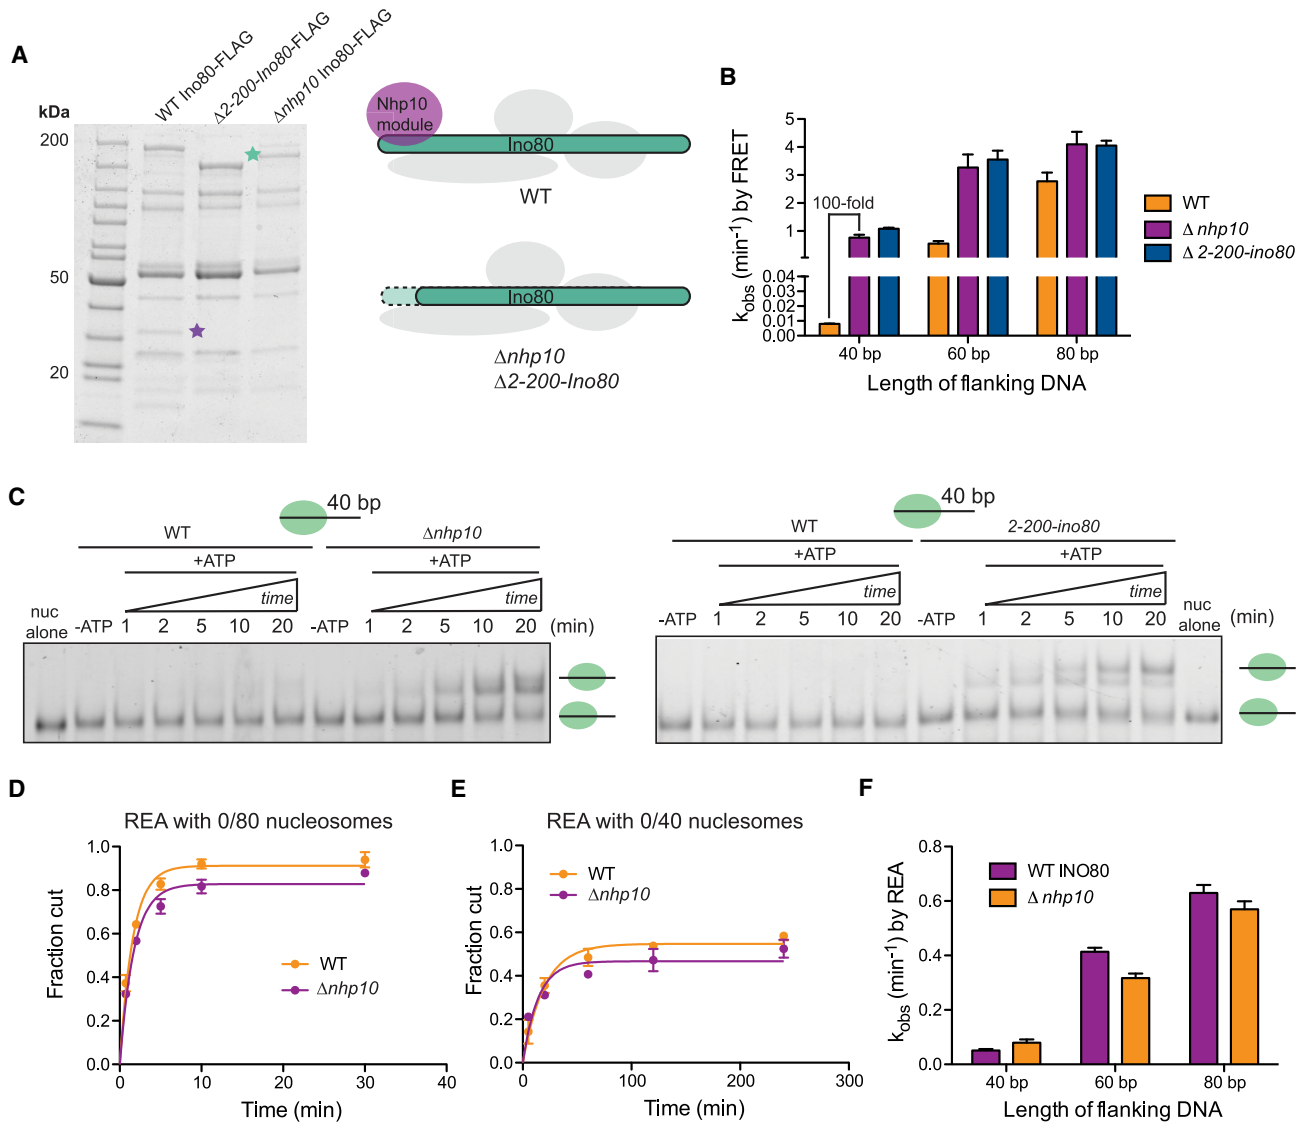 A
WT Ino80-FLAG
Δ2-200-Ino80-FLAG
Δnhp10 Ino80-FLAG
kDa
200
50
20
Nhp10
module
Ino80
WT
Ino80
Δnhp10
Δ2-200-Ino80
B
kobs (min-1) by FRET
5
4
3
2
1
0.04
0.03
0.02
0.01
0.00
100-fold
40 bp
60 bp
80 bp
Length of flanking DNA
WT
Δ nhp10
Δ 2-200-ino80
C
40 bp
WT
Δnhp10
+ATP
+ATP
time
time
nuc
alone
-ATP 1 2 5 10 20 -ATP 1 2 5 10 20 (min)
40 bp
WT
2-200-ino80
+ATP
+ATP
time
time
nuc
alone
-ATP 1 2 5 10 20 -ATP 1 2 5 10 20 (min)
D
REA with 0/80 nucleosomes
Fraction cut
1.0
0.8
0.6
0.4
0.2
0.0
WT
Δnhp10
0 10 20 30 40
Time (min)
E
REA with 0/40 nuclesomes
Fraction cut
1.0
0.8
0.6
0.4
0.2
0.0
WT
Δnhp10
0 100 200 300
Time (min)
F
kobs (min-1) by REA
0.8
0.6
0.4
0.2
0.0
WT INO80
Δ nhp10
40 bp
60 bp
80 bp
Length of flanking DNA